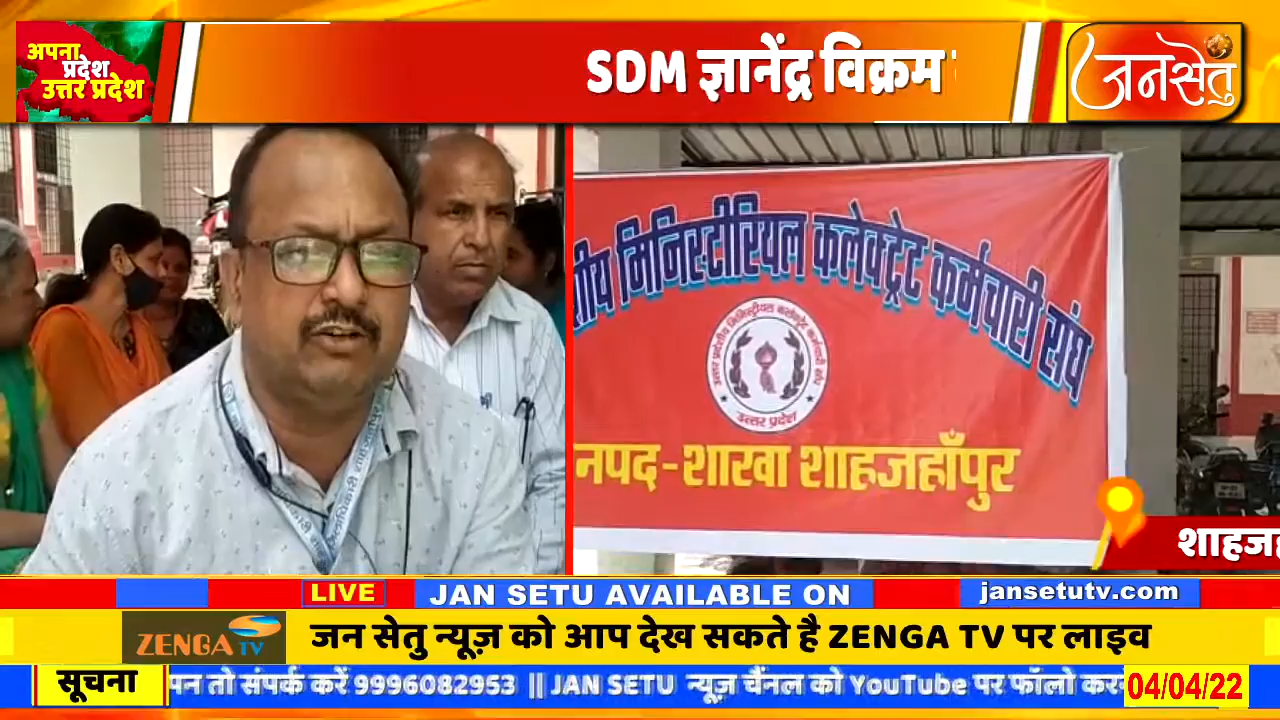 अपना
प्रदेश
उत्तर प्रदेश
SDM ज्ञानेंद्र विक्रम
जनसेतु
मिनिस्टीरियल कलेक्ट्रेट कर्मचारी संघ
उत्तर प्रदेश
नपद-शाखा शाहजहाँपुर
LIVE
JAN SETU AVAILABLE ON
jansetutv.com
ZENGA TV
जन सेतु न्यूज़ को आप देख सकते है ZENGA TV पर लाइव
सूचना
पन तो संपर्क करें 9996082953 || JAN SETU न्यूज़ चैंनल को YouTube पर फॉलो कर
04/04/22